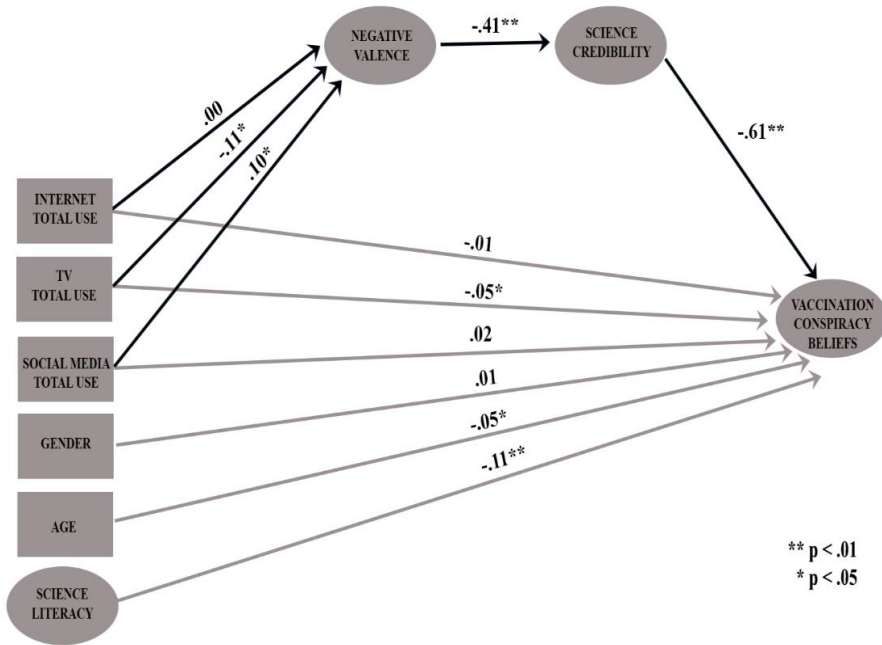 NEGATIVE
VALENCE
-.41**
SCIENCE
CREDIBILITY
.00
-.11*
.10*
-.61**
INTERNET
TOTAL USE
-.01
TV
TOTAL USE
-.05*
VACCINATION
CONSPIRACY
BELIEFS
SOCIAL MEDIA
TOTAL USE
.02
.01
GENDER
-.05*
-.11**
AGE
** p < .01
* p < .05
SCIENCE
LITERACY